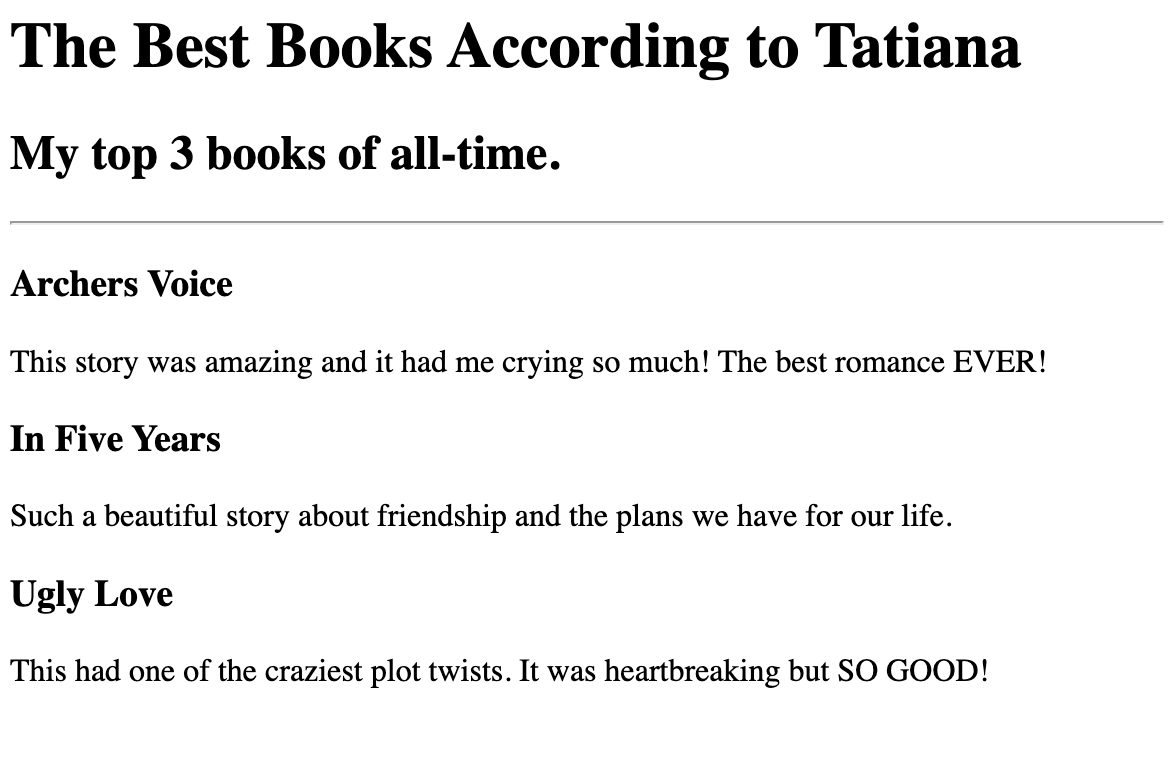 The Best Books According to Tatiana
My top 3 books of all-time.
Archers Voice
This story was amazing and it had me crying so much! The best romance EVER!
In Five Years
Such a beautiful story about friendship and the plans we have for our life.
Ugly Love
This had one of the craziest plot twists. It was heartbreaking but SO GOOD!